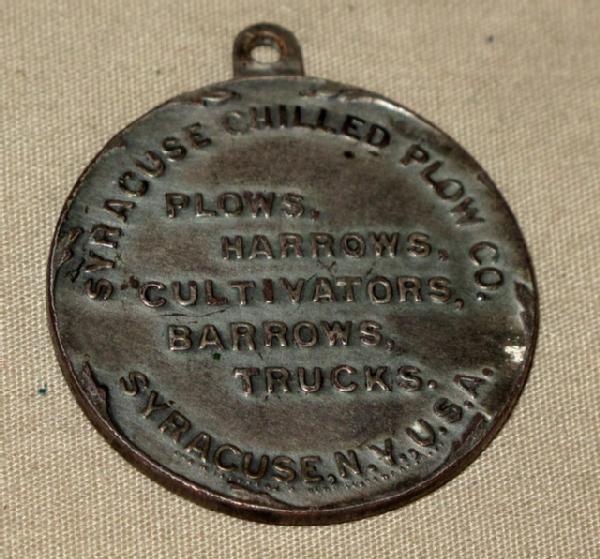 SYRACUSE CHILLED PLOW CO.
PLOWS,
HARROWS,
CULTIVATORS,
BARROWS,
TRUCKS.
SYRACUSE, N.Y. U.S.A.